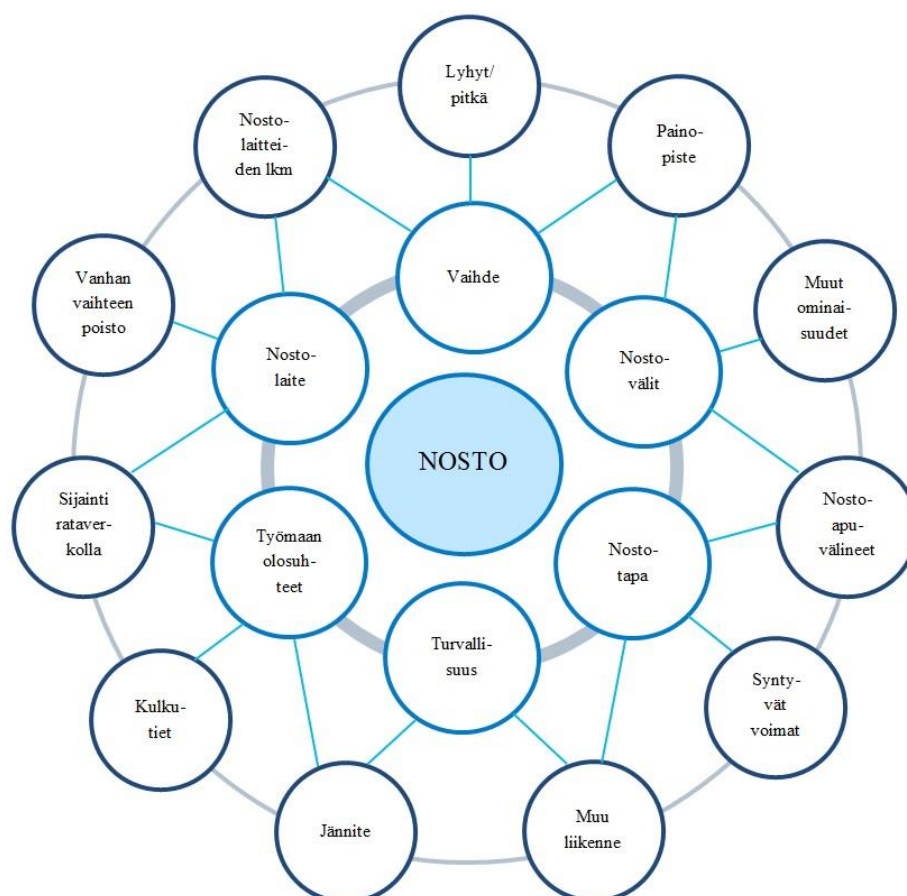 Lyhyt/
pitkä
Nosto-
laittei-
den lkm
Paino-
piste
Vanhan
vaihteen
poisto
Vaihde
Muut
ominai-
suudet
Nosto-
laite
Nosto-
välit
NOSTO
Sijainti
rataver-
kolla
Työmaan
olosuh-
teet
Nosto-
tapa
Nosto-
apu-
välineet
Turvalli-
suus
Kulku-
tiet
Synty-
vät
voimat
Jännite
Muu
liikenne